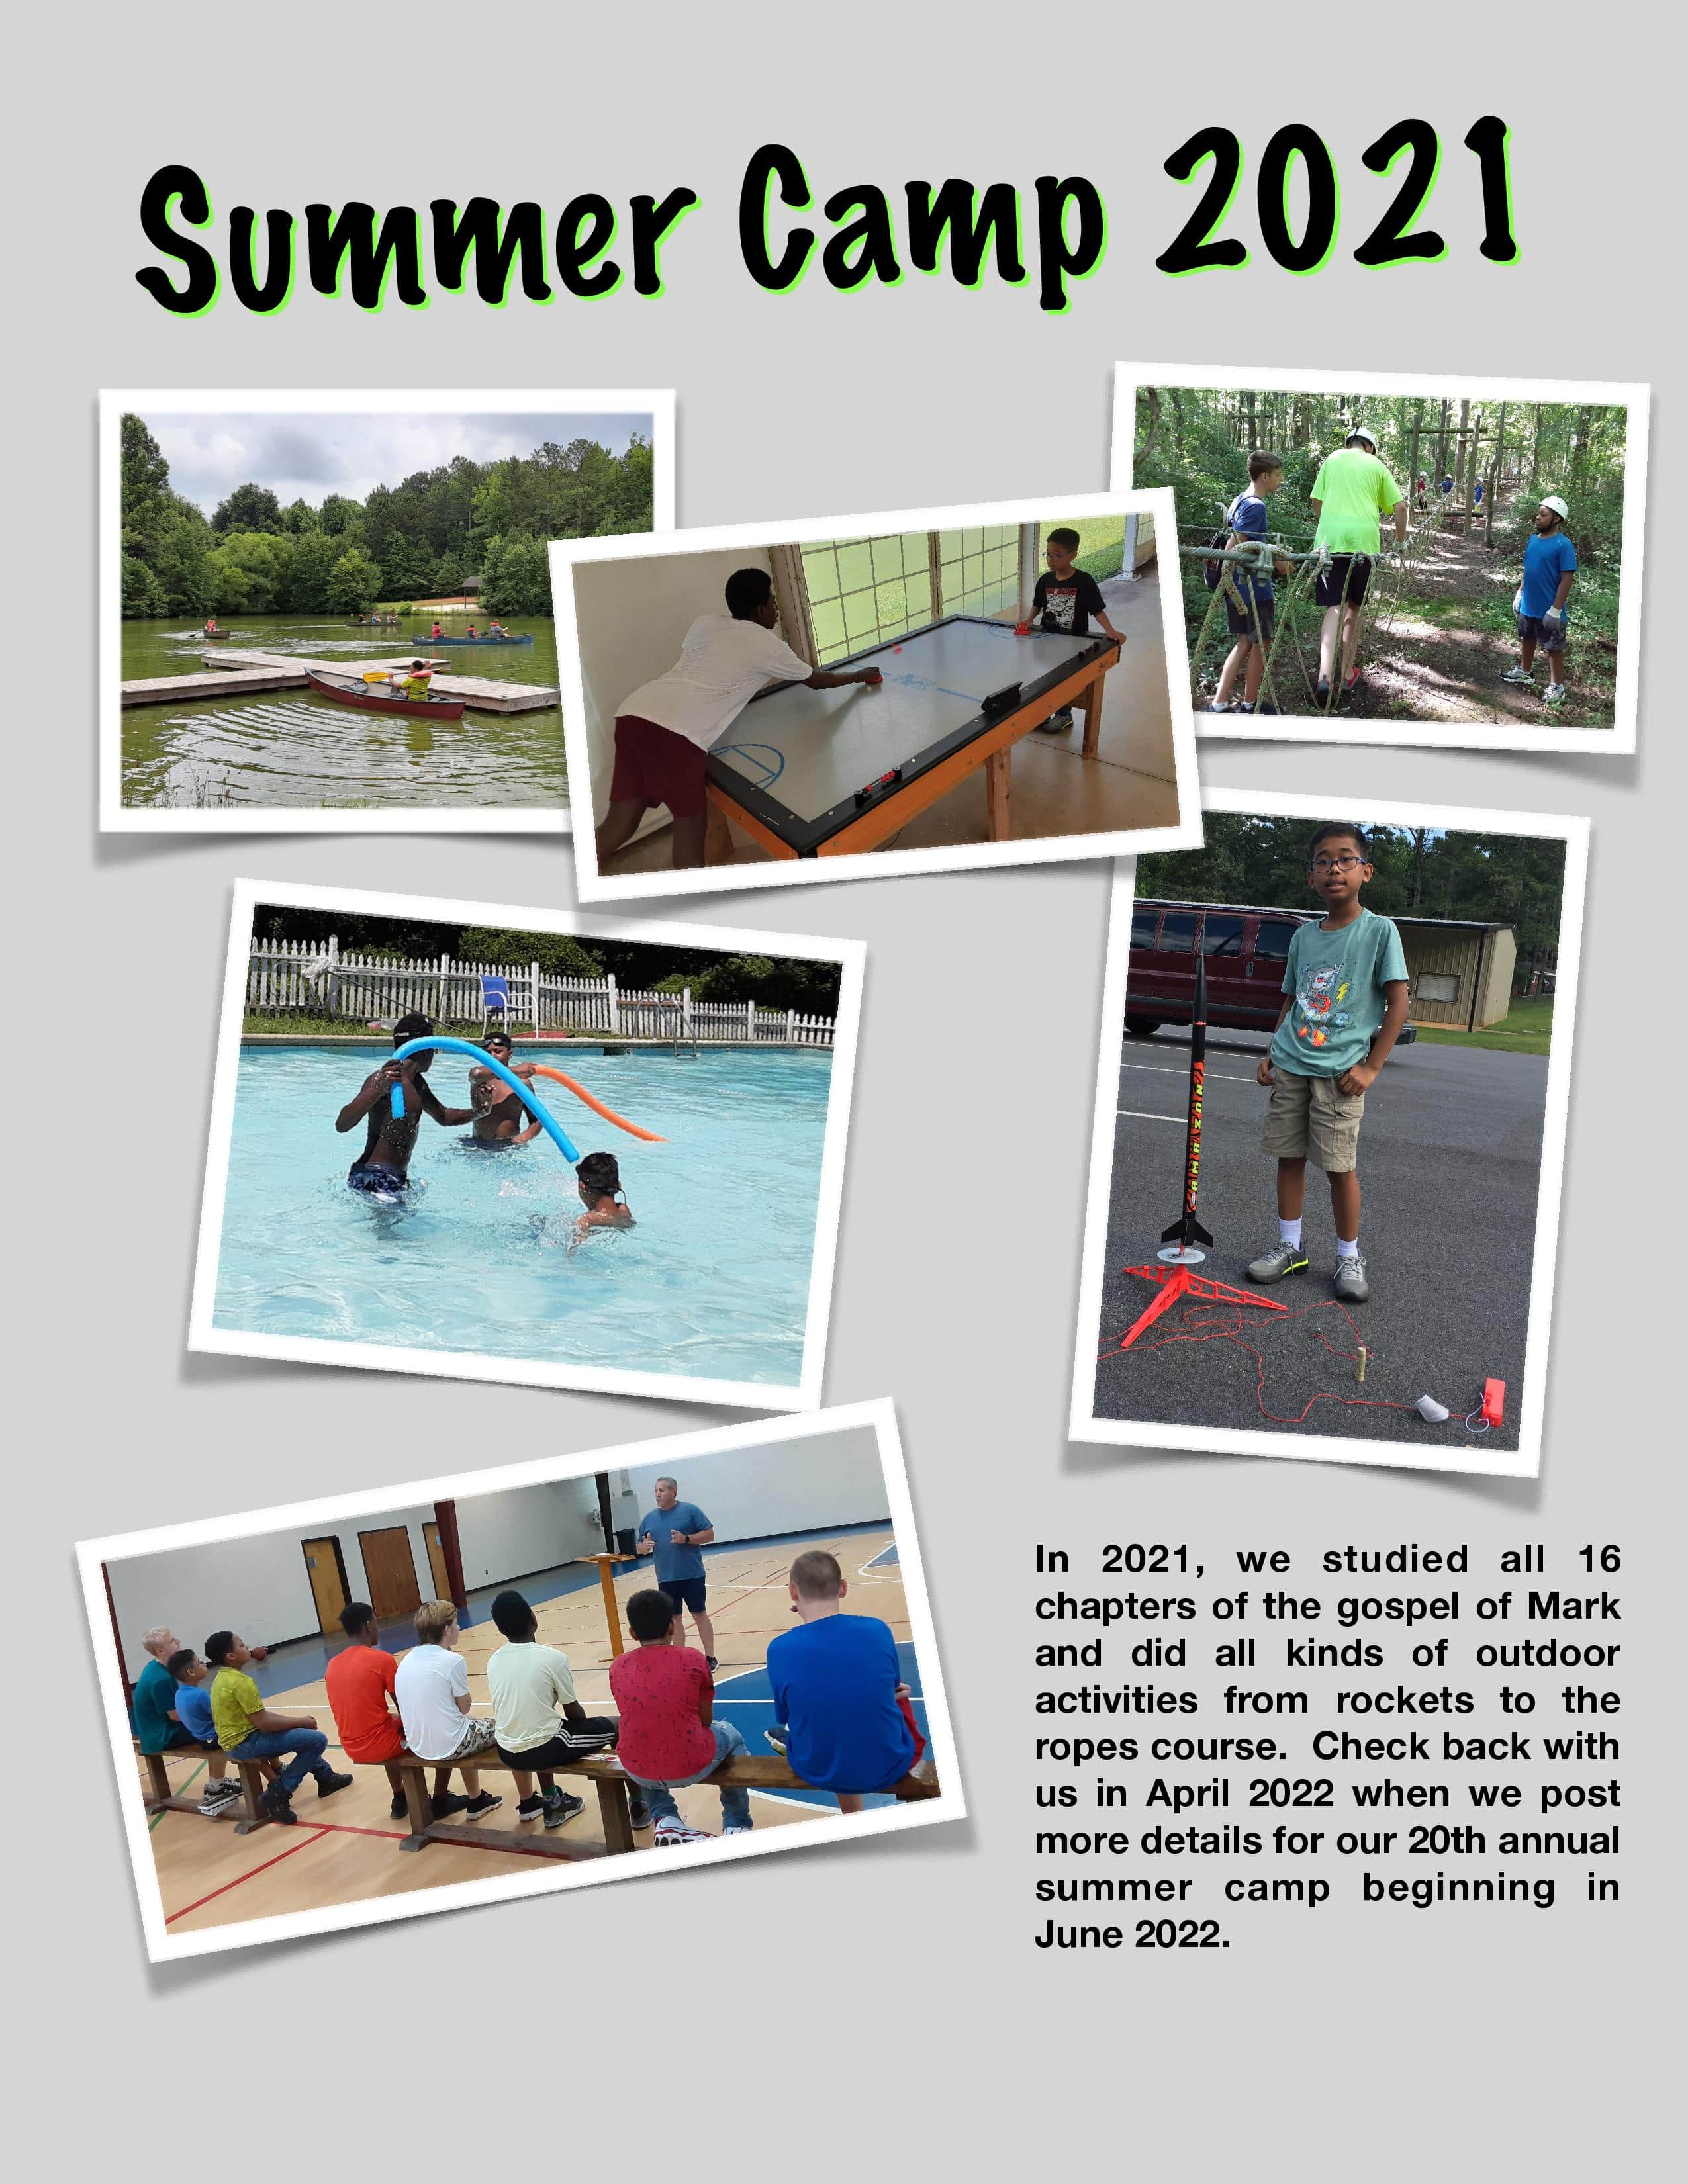 Summer Camp 2021
AMAZON
In 2021, we studied all 16
chapters of the gospel of Mark
and did all kinds of outdoor
activities from rockets to the
ropes course.  Check back with
us in April 2022 when we post
more details for our 20th annual
summer camp beginning in
June 2022.